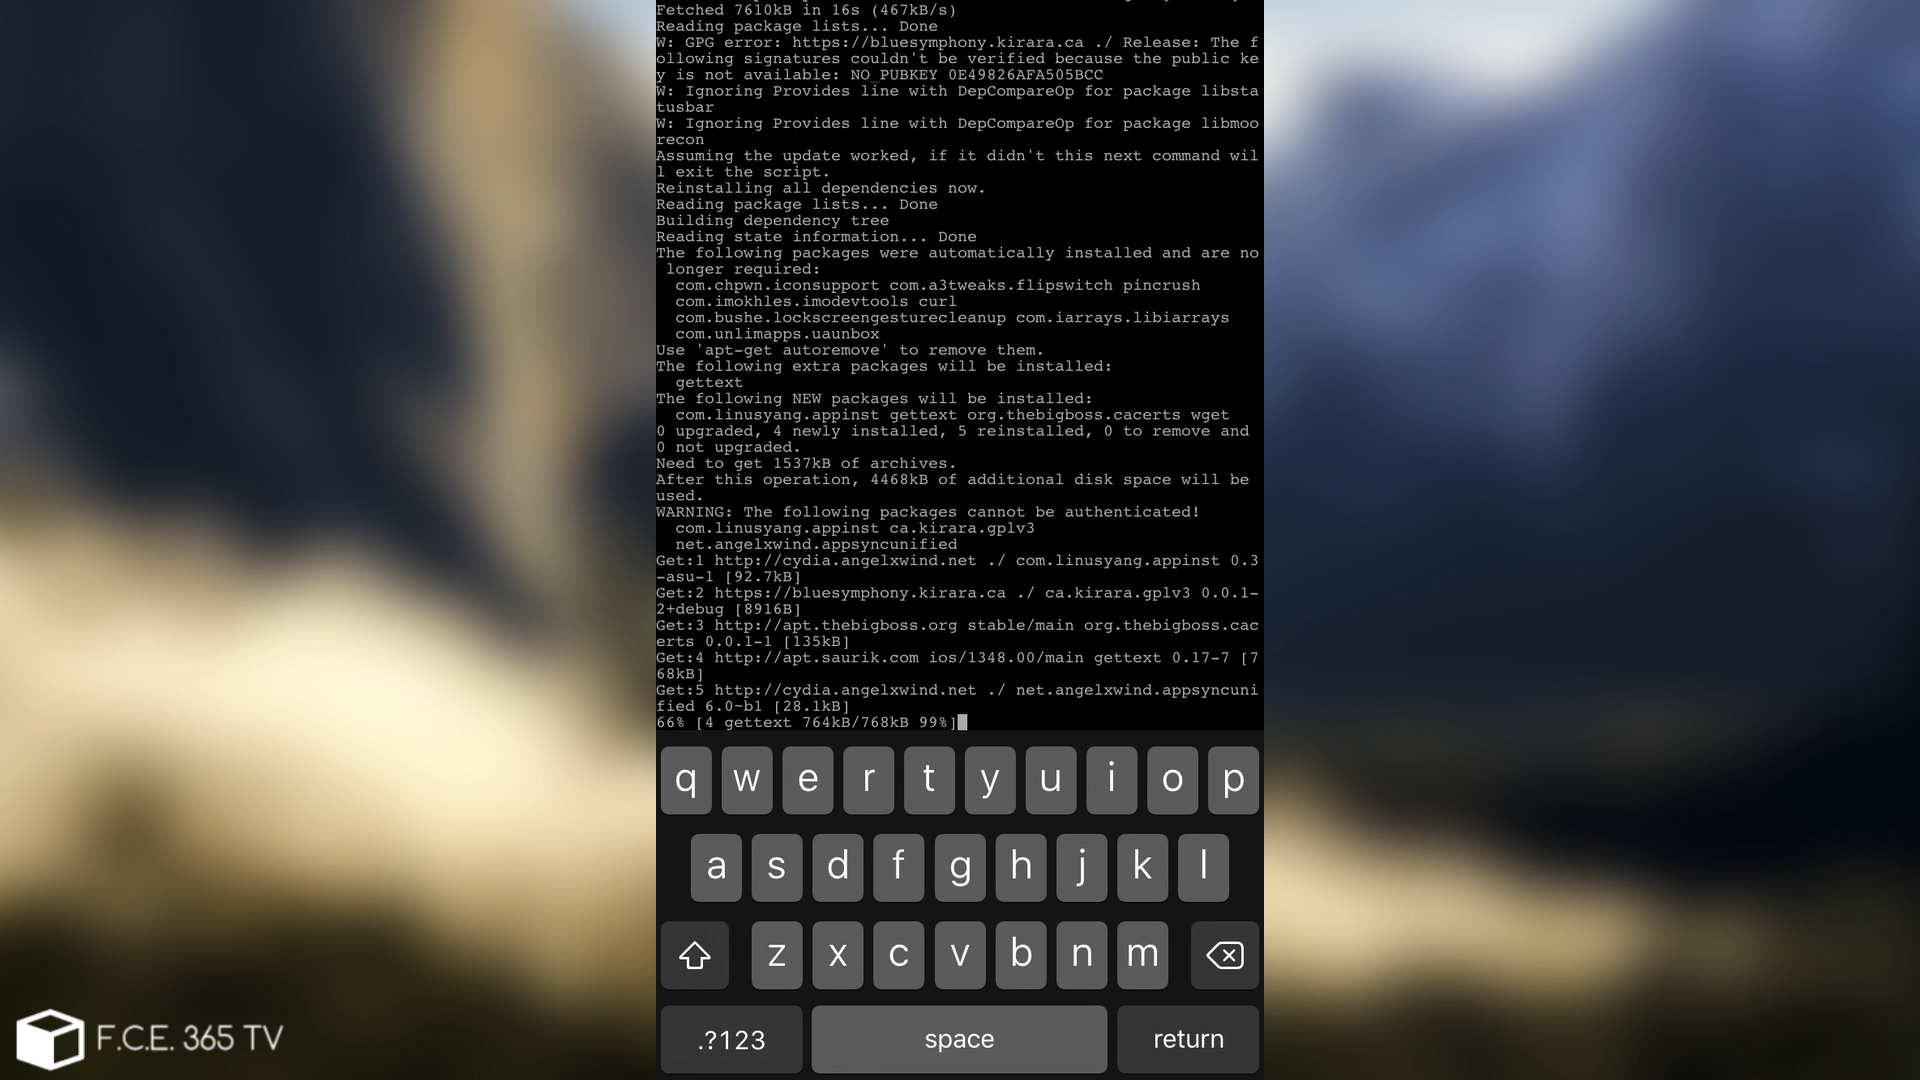 Fetched 7610kB in 16s (467kB/s)
Reading package lists... Done
W: GPG error: https://bluesymphony.kirara.ca ./ Release: The f
ollowing signatures couldn't be verified because the public ke
y is not available: NO_PUBKEY 0E49826AFA505BCC
W: Ignoring Provides line with DepCompareOp for package libsta
tusbar
W: Ignoring Provides line with DepCompareOp for package libmoo
recon
Assuming the update worked, if it didn't this next command wil
l exit the script.
Reinstalling all dependencies now.
Reading package lists... Done
Building dependency tree
Reading state information... Done
The following packages were automatically installed and are no
 longer required:
  com.chpwn.iconsupport com.a3tweaks.flipswitch pincrush
  com.imokhles.imodevtools curl
  com.bushe.lockscreengesturecleanup com.iarrays.libiarrays
  com.unlimapps.uaunbox
Use 'apt-get autoremove' to remove them.
The following extra packages will be installed:
  gettext
The following NEW packages will be installed:
  com.linusyang.appinst gettext org.thebigboss.cacerts wget
0 upgraded, 4 newly installed, 5 reinstalled, 0 to remove and
0 not upgraded.
Need to get 1537kB of archives.
After this operation, 4468kB of additional disk space will be
used.
WARNING: The following packages cannot be authenticated!
  com.linusyang.appinst ca.kirara.gplv3
  net.angelxwind.appsyncunified
Get:1 http://cydia.angelxwind.net ./ com.linusyang.appinst 0.3
-asu-1 [92.7kB]
Get:2 https://bluesymphony.kirara.ca ./ ca.kirara.gplv3 0.0.1-
2+debug [8916B]
Get:3 http://apt.thebigboss.org stable/main org.thebigboss.cac
erts 0.0.1-1 [135kB]
Get:4 http://apt.saurik.com ios/1348.00/main gettext 0.17-7 [7
68kB]
Get:5 http://cydia.angelxwind.net ./ net.angelxwind.appsyncuni
fied 6.0~b1 [28.1kB]
66% [4 gettext 764kB/768kB 99%]
q w e r t y u i o p
a s d f g h j k l
z x c v b n m
.?123 space return
F.C.E. 365 TV